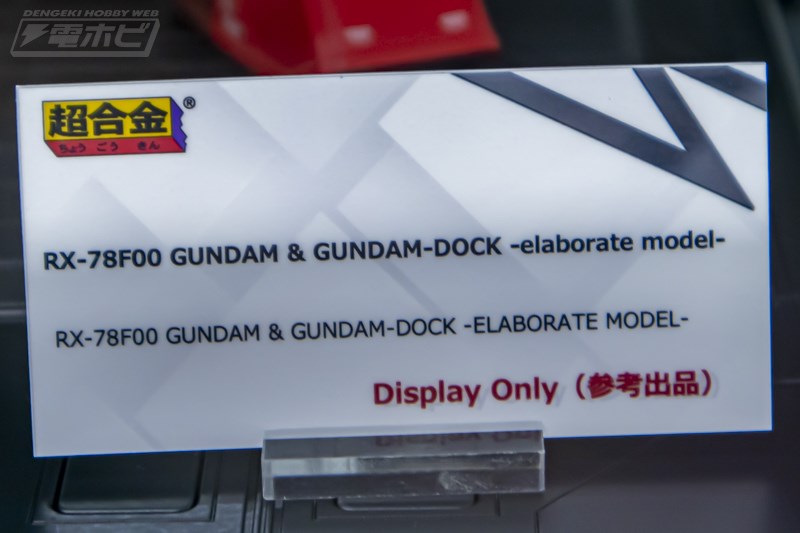 DENGEKI HOBBY WEB
電ホビ
超合金®
ちょう ごう きん
RX-78F00 GUNDAM & GUNDAM-DOCK -elaborate model-
RX-78F00 GUNDAM & GUNDAM-DOCK -ELABORATE MODEL-
Display Only（参考出品）